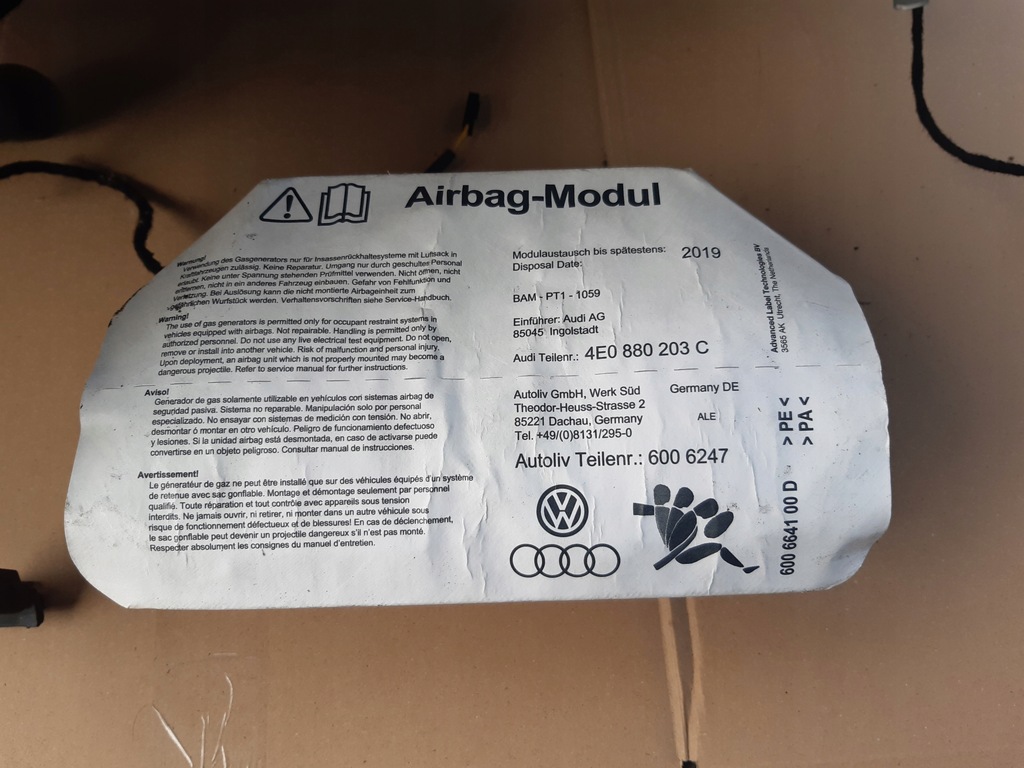 Airbag-Modul
Warnung!
Verwendung des Gasgenerators nur für Insassenrückhaltesysteme mit Luftsack in
Kraftfahrzeugen zulässig. Keine Reparatur. Umgang nur durch geschultes Personal
erlaubt. Keine unter Spannung stehenden Prüfmittel verwenden. Nicht öffnen, nicht
entfernen, nicht in ein anderes Fahrzeug einbauen. Gefahr von Fehlfunktion und
Verletzung. Bei Auslösung kann die nicht montierte Airbageinheit zum
gefährlichen Wurfstück werden. Verhaltensvorschriften siehe Service-Handbuch.
Warning!
The use of gas generators is permitted only for occupant restraint systems in
vehicles equipped with airbags. Not repairable. Handling is permitted only by
authorized personnel. Do not use any live electrical test equipment. Do not open,
remove or install into another vehicle. Risk of malfunction and personal injury.
Upon deployment, an airbag unit which is not properly mounted may become a
dangerous projectile. Refer to service manual for further instructions.
Aviso!
Generador de gas solamente utilizable en vehículos con sistemas airbag de
seguridad pasiva. Sistema no reparable. Manipulación solo por personal
especializado. No ensayar con sistemas de medición con tensión. No abrir,
desmontar ó montar en otro vehículo. Peligro de funcionamiento defectuoso
y lesiones. Si la unidad airbag está desmontada, en caso de activarse puede
convertirse en un objeto peligroso. Consultar manual de instrucciones.
Avertissement!
Le générateur de gaz ne peut être installé que sur des véhicules équipés d'un système
de retenue avec sac gonflable. Montage et démontage seulement par personnel
qualifié. Toute réparation et tout contrôle avec appareils sous tension
interdits. Ne jamais ouvrir, ni retirer, ni monter dans un autre véhicule sous
risque de fonctionnement défectueux et de blessures! En cas de déclenchement,
le sac gonflable peut devenir un projectile dangereux s'il n'est pas monté.
Respecter absolument les consignes du manuel d'entretien.
Modulaustausch bis spätestens: 2019
Disposal Date:
BAM - PT1 - 1059
Einführer: Audi AG
85045 Ingolstadt
Audi Teilenr.: 4E0 880 203 C
Autoliv GmbH, Werk Süd Germany DE
Theodor-Heuss-Strasse 2
85221 Dachau, Germany ALE
Tel. +49/(0)8131/295-0
Autoliv Teilenr.: 600 6247
Advanced Label Technologies BV
3565 AK Utrecht, The Netherlands
600 6641 00 D > PE <
> PA <